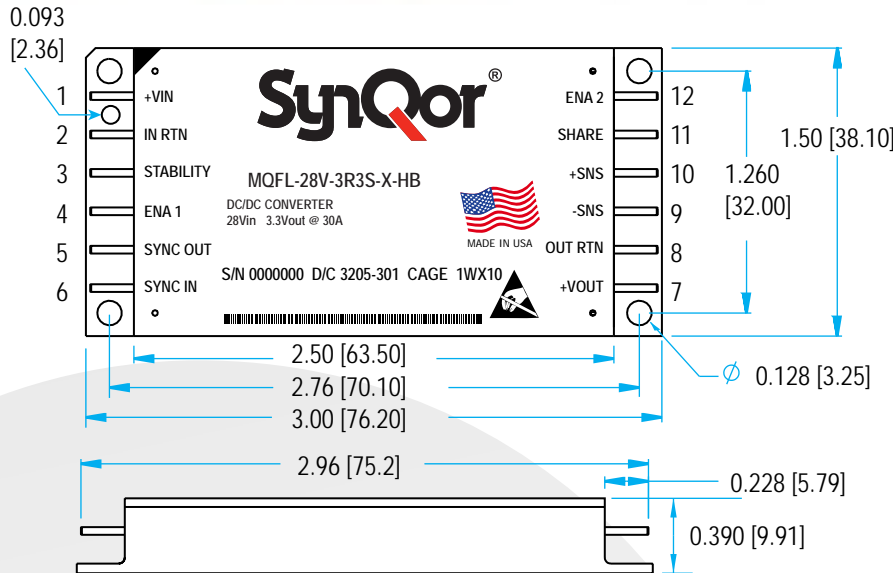 0.093
[2.36]
SynQor®
1 +VIN
2 IN RTN
3 STABILITY
4 ENA 1
5 SYNC OUT
6 SYNC IN
ENA 2 12
SHARE 11
+SNS 10
-SNS 9
OUT RTN 8
+VOUT 7
MQFL-28V-3R3S-X-HB
DC/DC CONVERTER
28Vin 3.3Vout @ 30A
MADE IN USA
S/N 0000000 D/C 3205-301 CAGE 1WX10
1.50 [38.10]
1.260
[32.00]
2.50 [63.50]
2.76 [70.10]
3.00 [76.20]
Ø 0.128 [3.25]
2.96 [75.2]
0.228 [5.79]
0.390 [9.91]